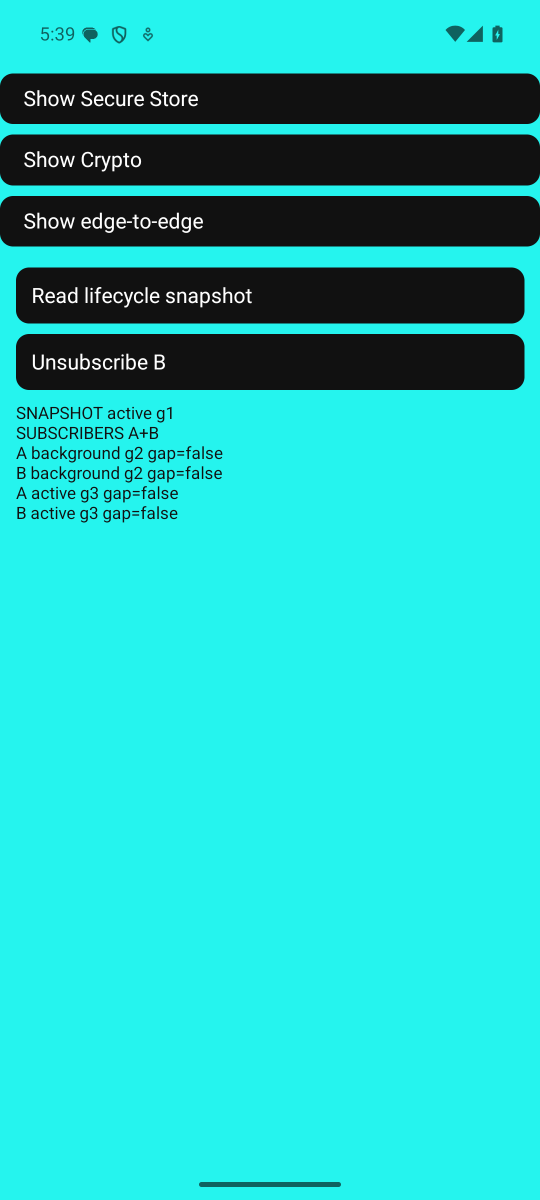 5:39
Show Secure Store
Show Crypto
Show edge-to-edge
Read lifecycle snapshot
Unsubscribe B
SNAPSHOT active g1
SUBSCRIBERS A+B
A background g2 gap=false
B background g2 gap=false
A active g3 gap=false
B active g3 gap=false